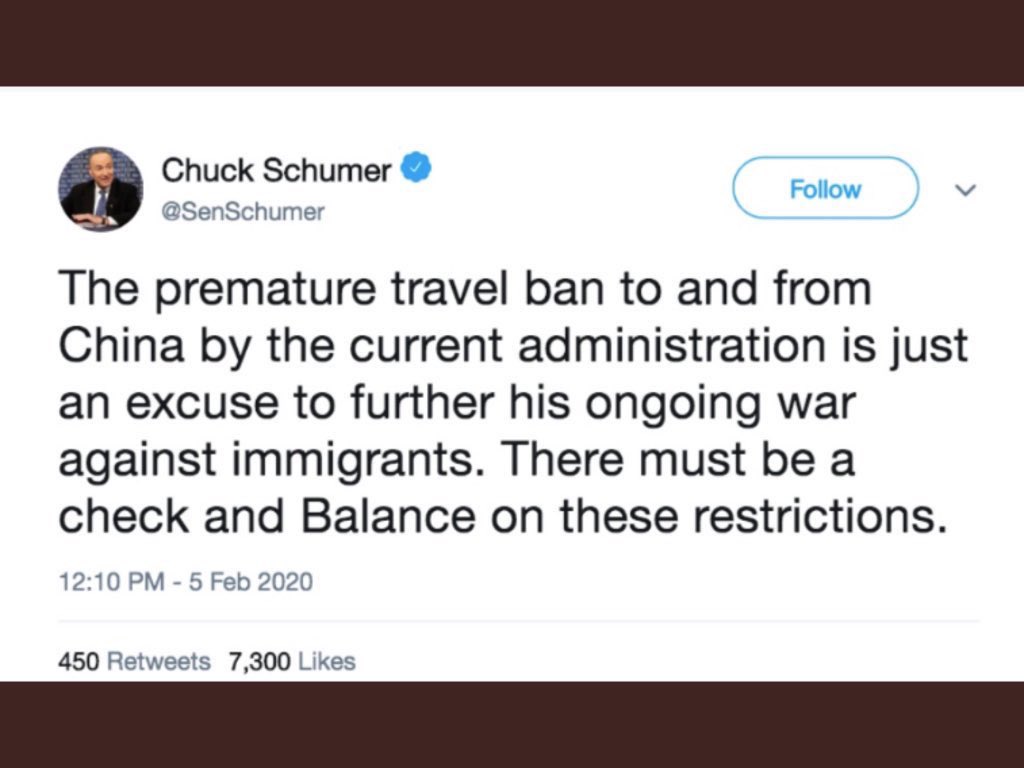 Chuck Schumer
@SenSchumer
Follow
The premature travel ban to and from
China by the current administration is just
an excuse to further his ongoing war
against immigrants. There must be a
check and Balance on these restrictions.
12:10 PM - 5 Feb 2020
450 Retweets 7,300 Likes